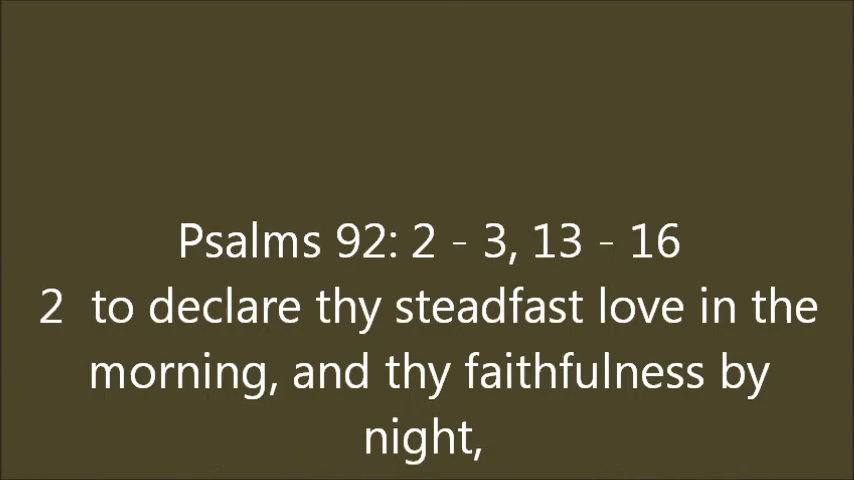 Psalms 92: 2 - 3, 13 - 16
2  to declare thy steadfast love in the
morning, and thy faithfulness by
night,